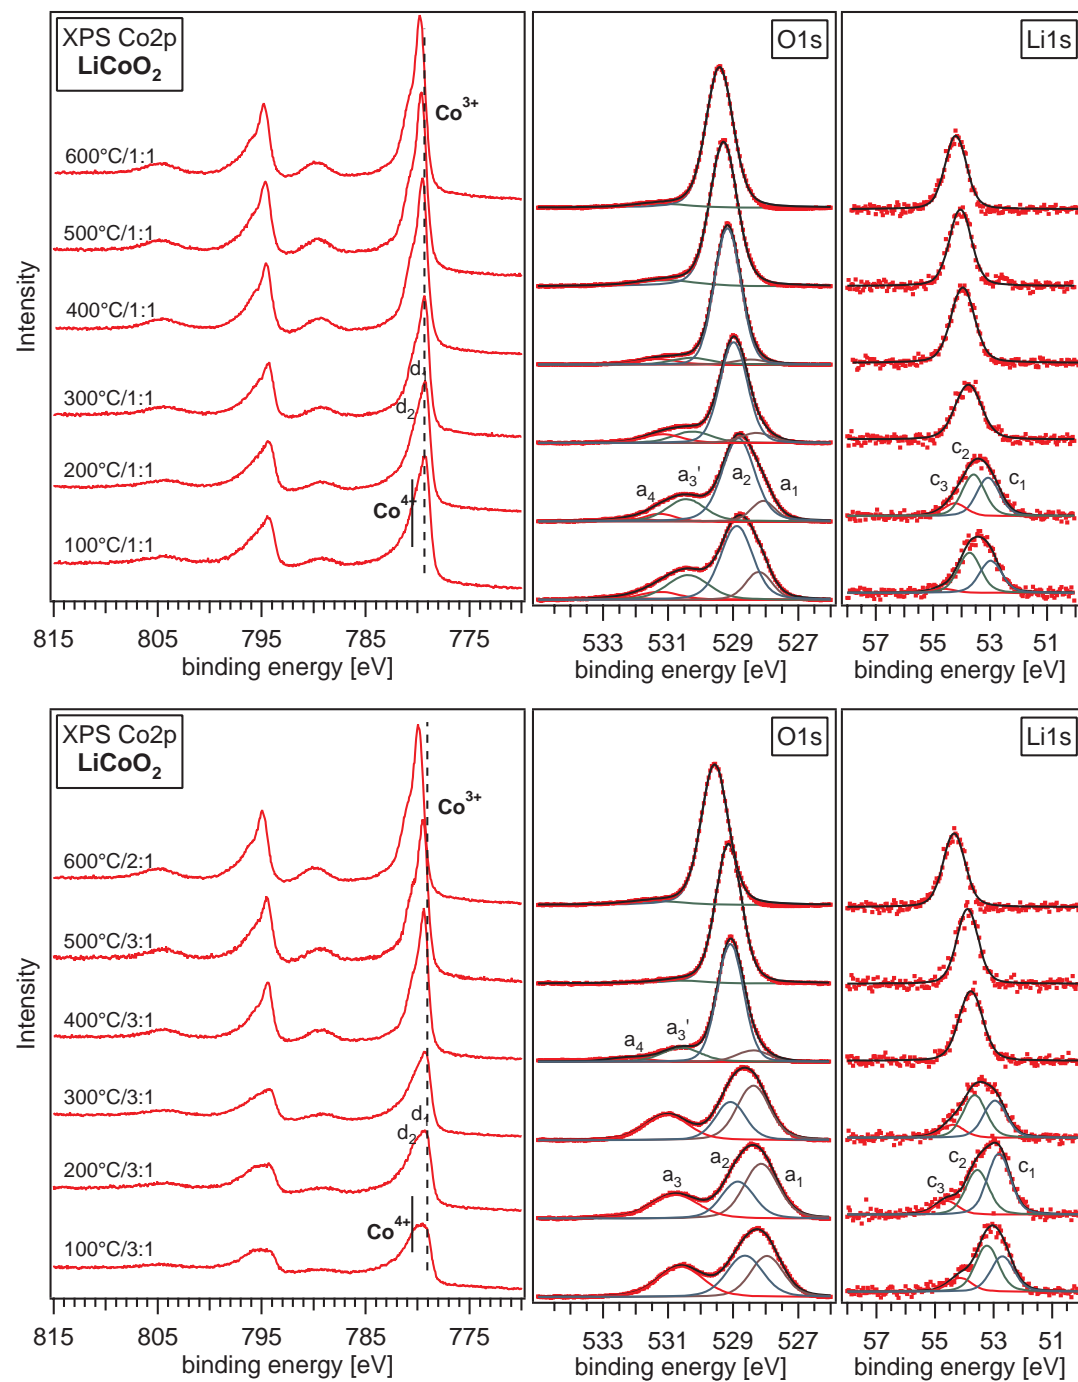 XPS Co2p
LiCoO₂
O1s
Li1s
Co³⁺
600°C/1:1
500°C/1:1
400°C/1:1
300°C/1:1
200°C/1:1
100°C/1:1
d₁
d₂
Co⁴⁺
a₄
a₃'
a₂
a₁
c₃
c₂
c₁
Intensity
815 805 795 785 775
533 531 529 527
57 55 53 51
binding energy [eV]
binding energy [eV]
binding energy [eV]
XPS Co2p
LiCoO₂
O1s
Li1s
Co³⁺
600°C/2:1
500°C/3:1
400°C/3:1
300°C/3:1
200°C/3:1
100°C/3:1
d₁
d₂
Co⁴⁺
a₄
a₃'
a₃
a₂
a₁
c₃
c₂
c₁
Intensity
815 805 795 785 775
533 531 529 527
57 55 53 51
binding energy [eV]
binding energy [eV]
binding energy [eV]